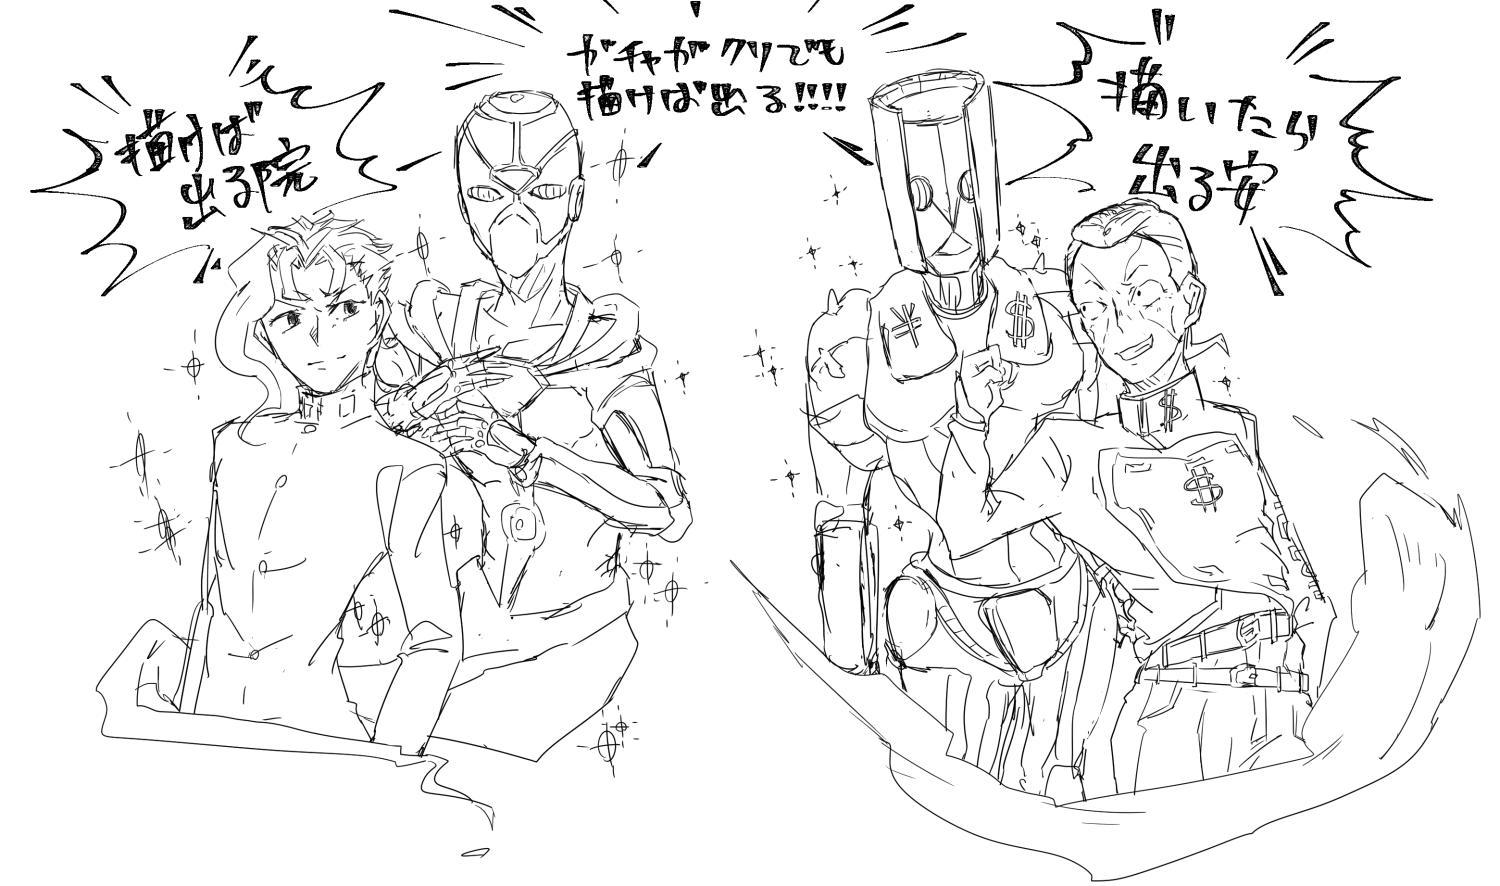 描けば
出る院
ガチャがクリでも
描けば出る!!!!
描いたら
出る安
¥
$
$
$